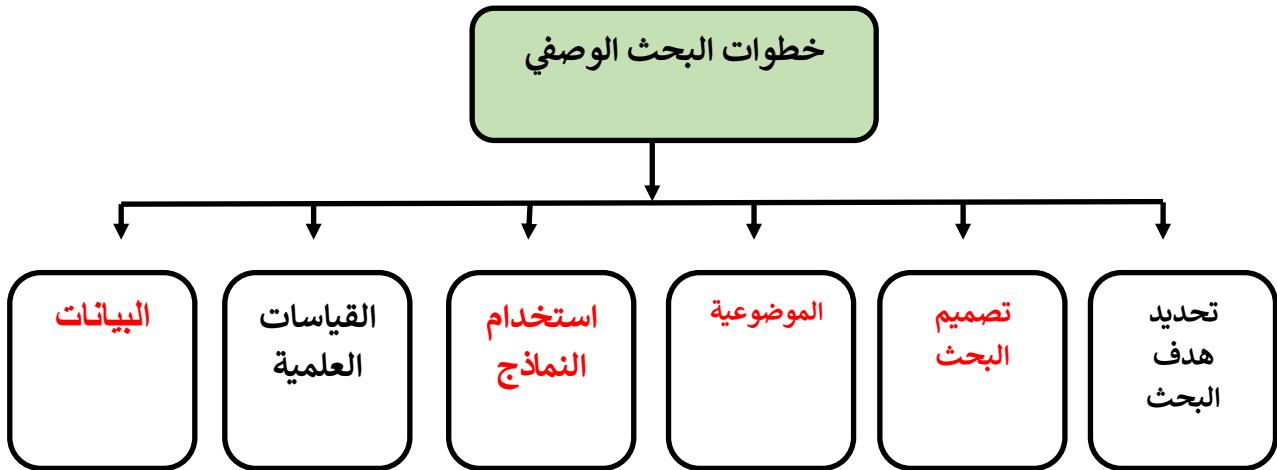 خطوات البحث الوصفي
تحديد
هدف
البحث
تصميم
البحث
الموضوعية
استخدام
النماذج
القياسات
العلمية
البيانات